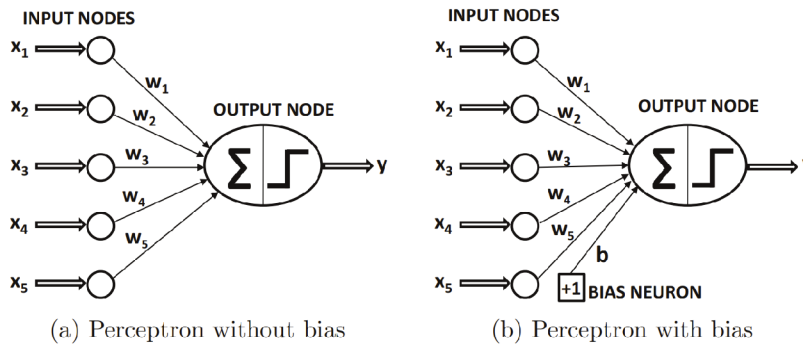 INPUT NODES
x1
w1
x2
w2
OUTPUT NODE
x3
w3
Σ
y
x4
w4
w5
x5
(a) Perceptron without bias
INPUT NODES
x1
w1
x2
w2
OUTPUT NODE
x3
w3
Σ
x4
w4
w5
b
x5
+1 BIAS NEURON
(b) Perceptron with bias